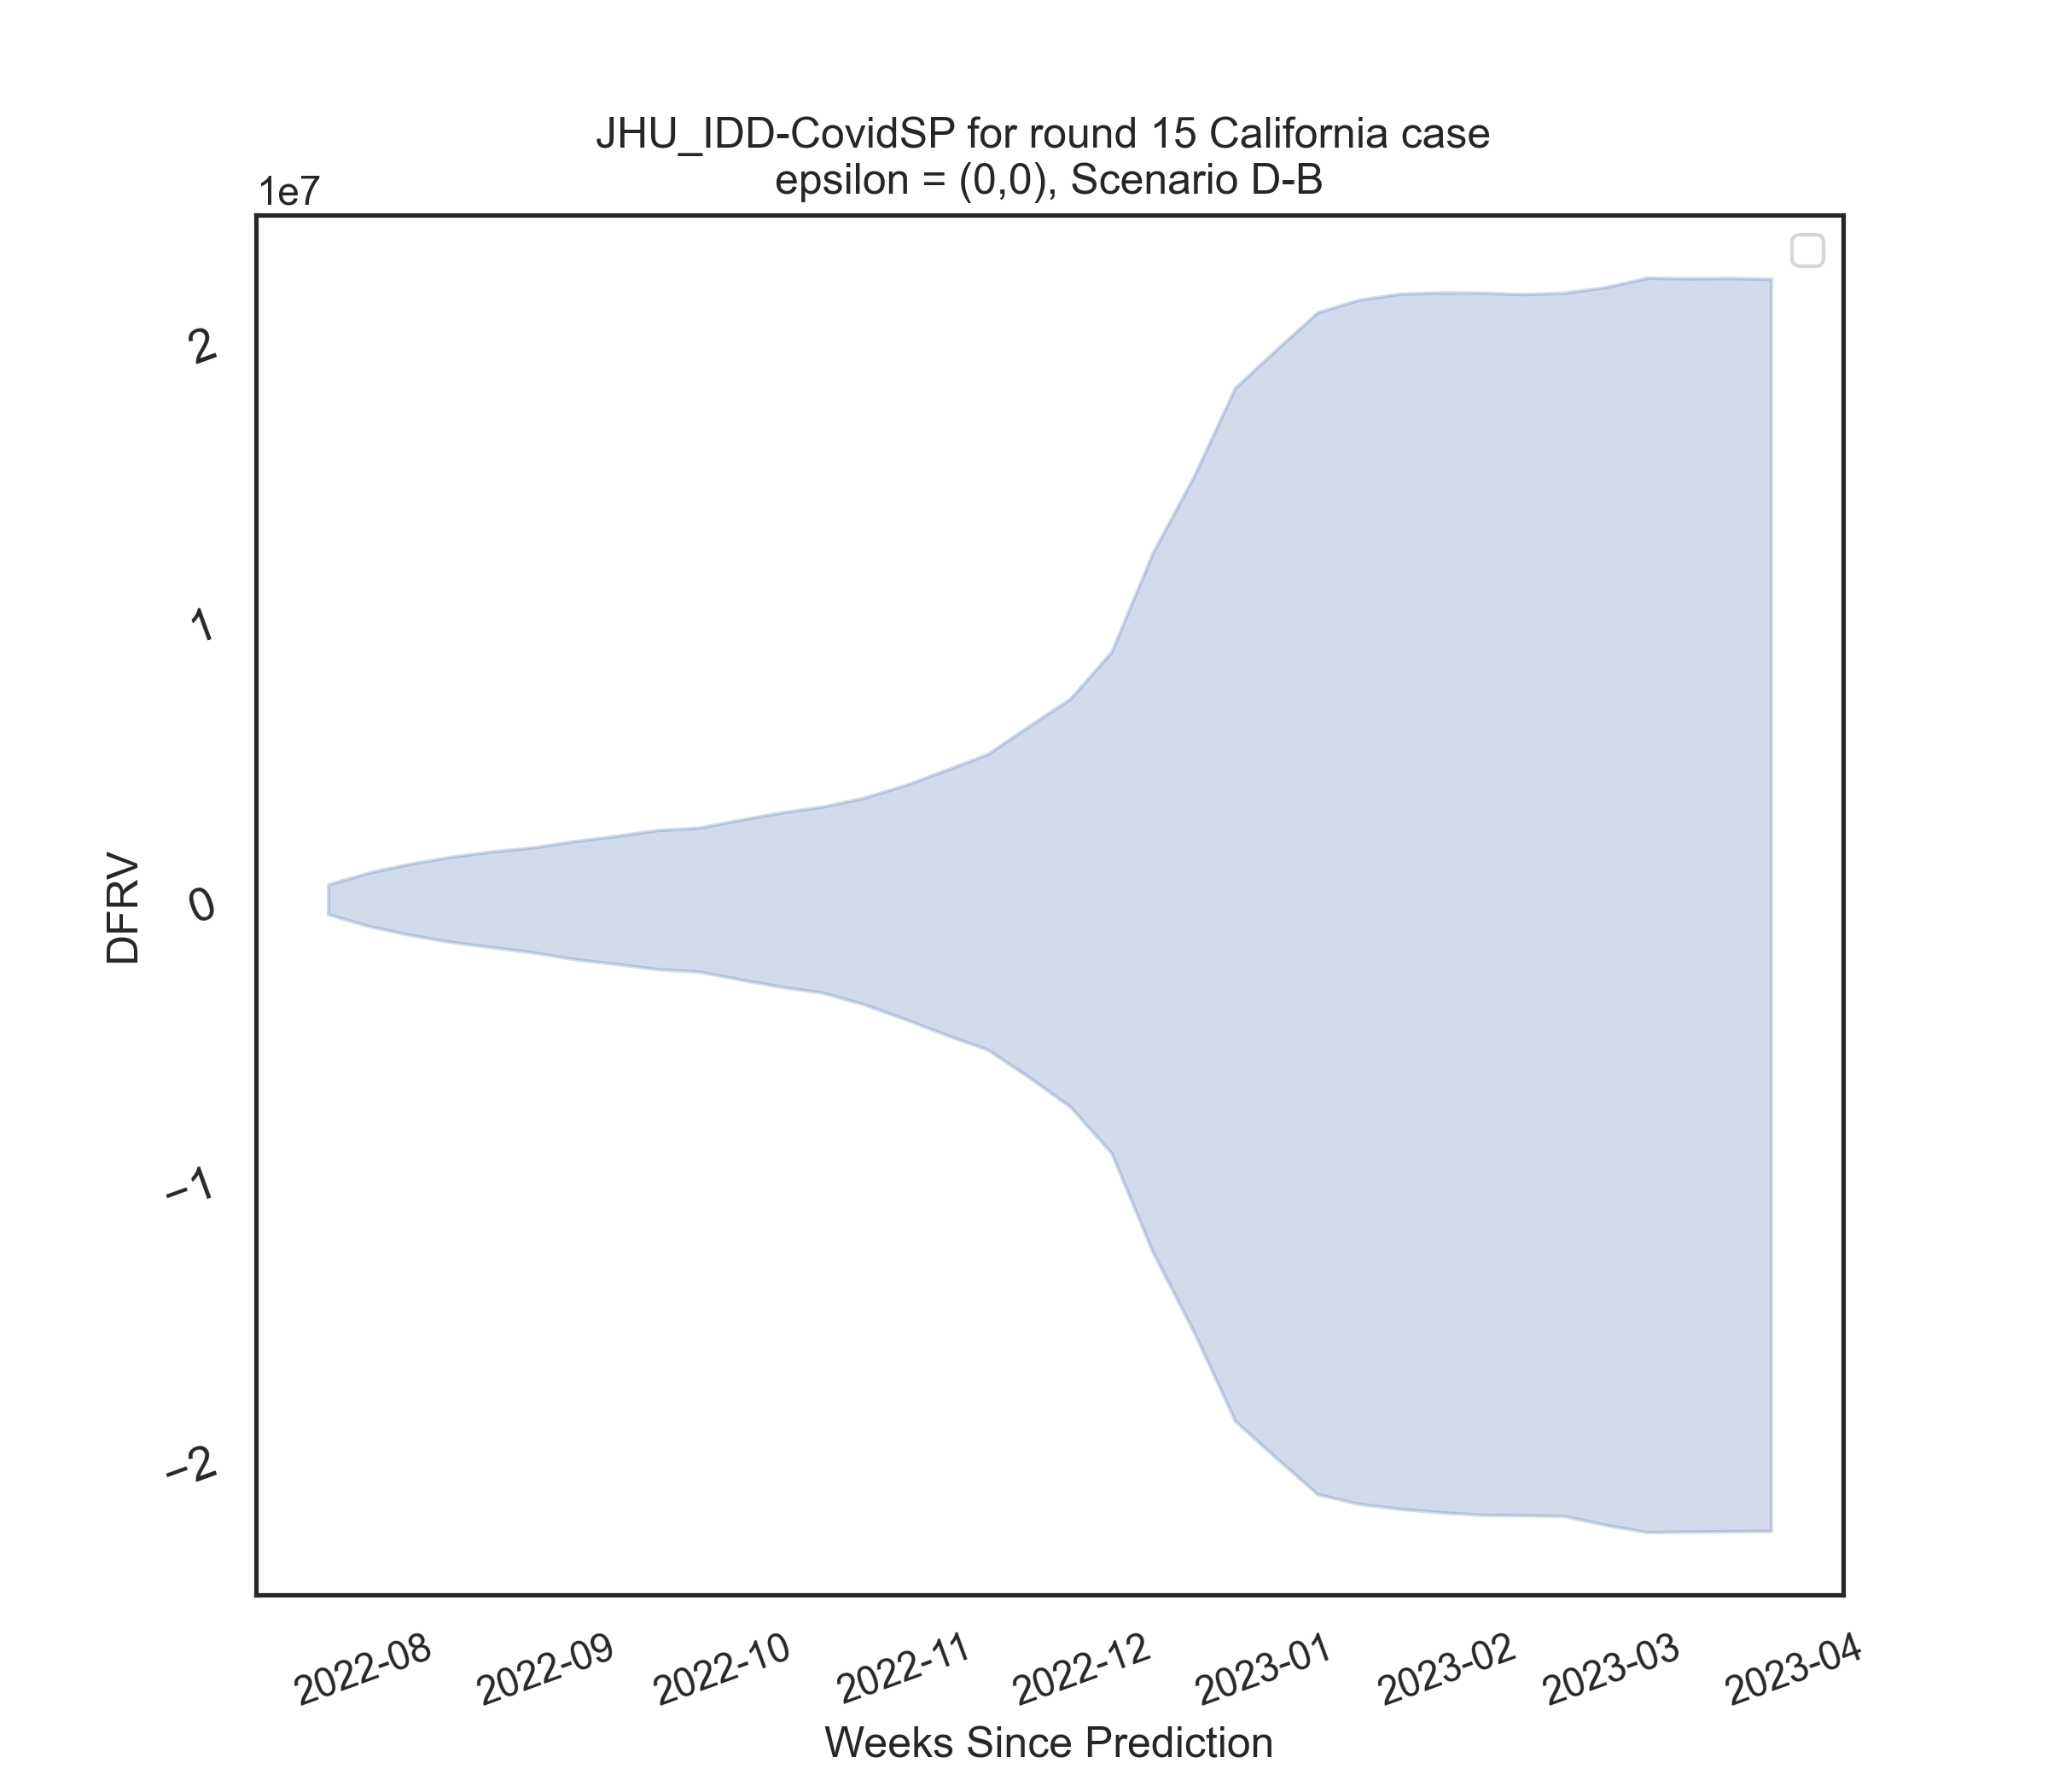 JHU_IDD-CovidSP for round 15 California case
epsilon = (0,0), Scenario D-B
1e7
2
1
0
−1
−2
DFRV
2022-08
2022-09
2022-10
2022-11
2022-12
2023-01
2023-02
2023-03
2023-04
Weeks Since Prediction